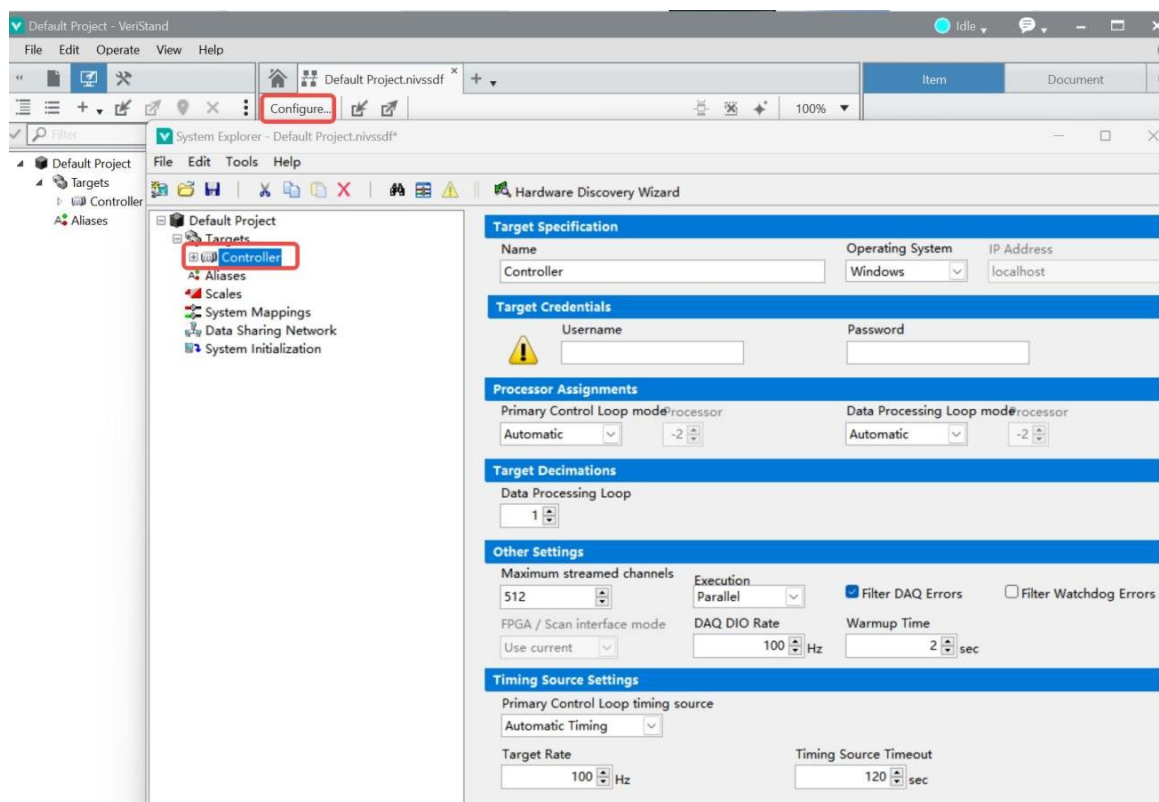 Default Project - VeriStand
Idle
File Edit Operate View Help
Default Project.nivssdf
Item
Document
Configure...
100%
Filter
System Explorer - Default Project.nivssdf*
Default Project
Targets
Controller
Aliases
File Edit Tools Help
Hardware Discovery Wizard
Default Project
Targets
Controller
Aliases
Scales
System Mappings
Data Sharing Network
System Initialization
Target Specification
Name
Operating System
IP Address
Controller
Windows
localhost
Target Credentials
Username
Password
Processor Assignments
Primary Control Loop mode
Processor
Data Processing Loop mode
Processor
Automatic
-2
Automatic
-2
Target Decimations
Data Processing Loop
1
Other Settings
Maximum streamed channels
Execution
512
Parallel
Filter DAQ Errors
Filter Watchdog Errors
FPGA / Scan interface mode
DAQ DIO Rate
Warmup Time
Use current
100 Hz
2 sec
Timing Source Settings
Primary Control Loop timing source
Automatic Timing
Target Rate
Timing Source Timeout
100 Hz
120 sec